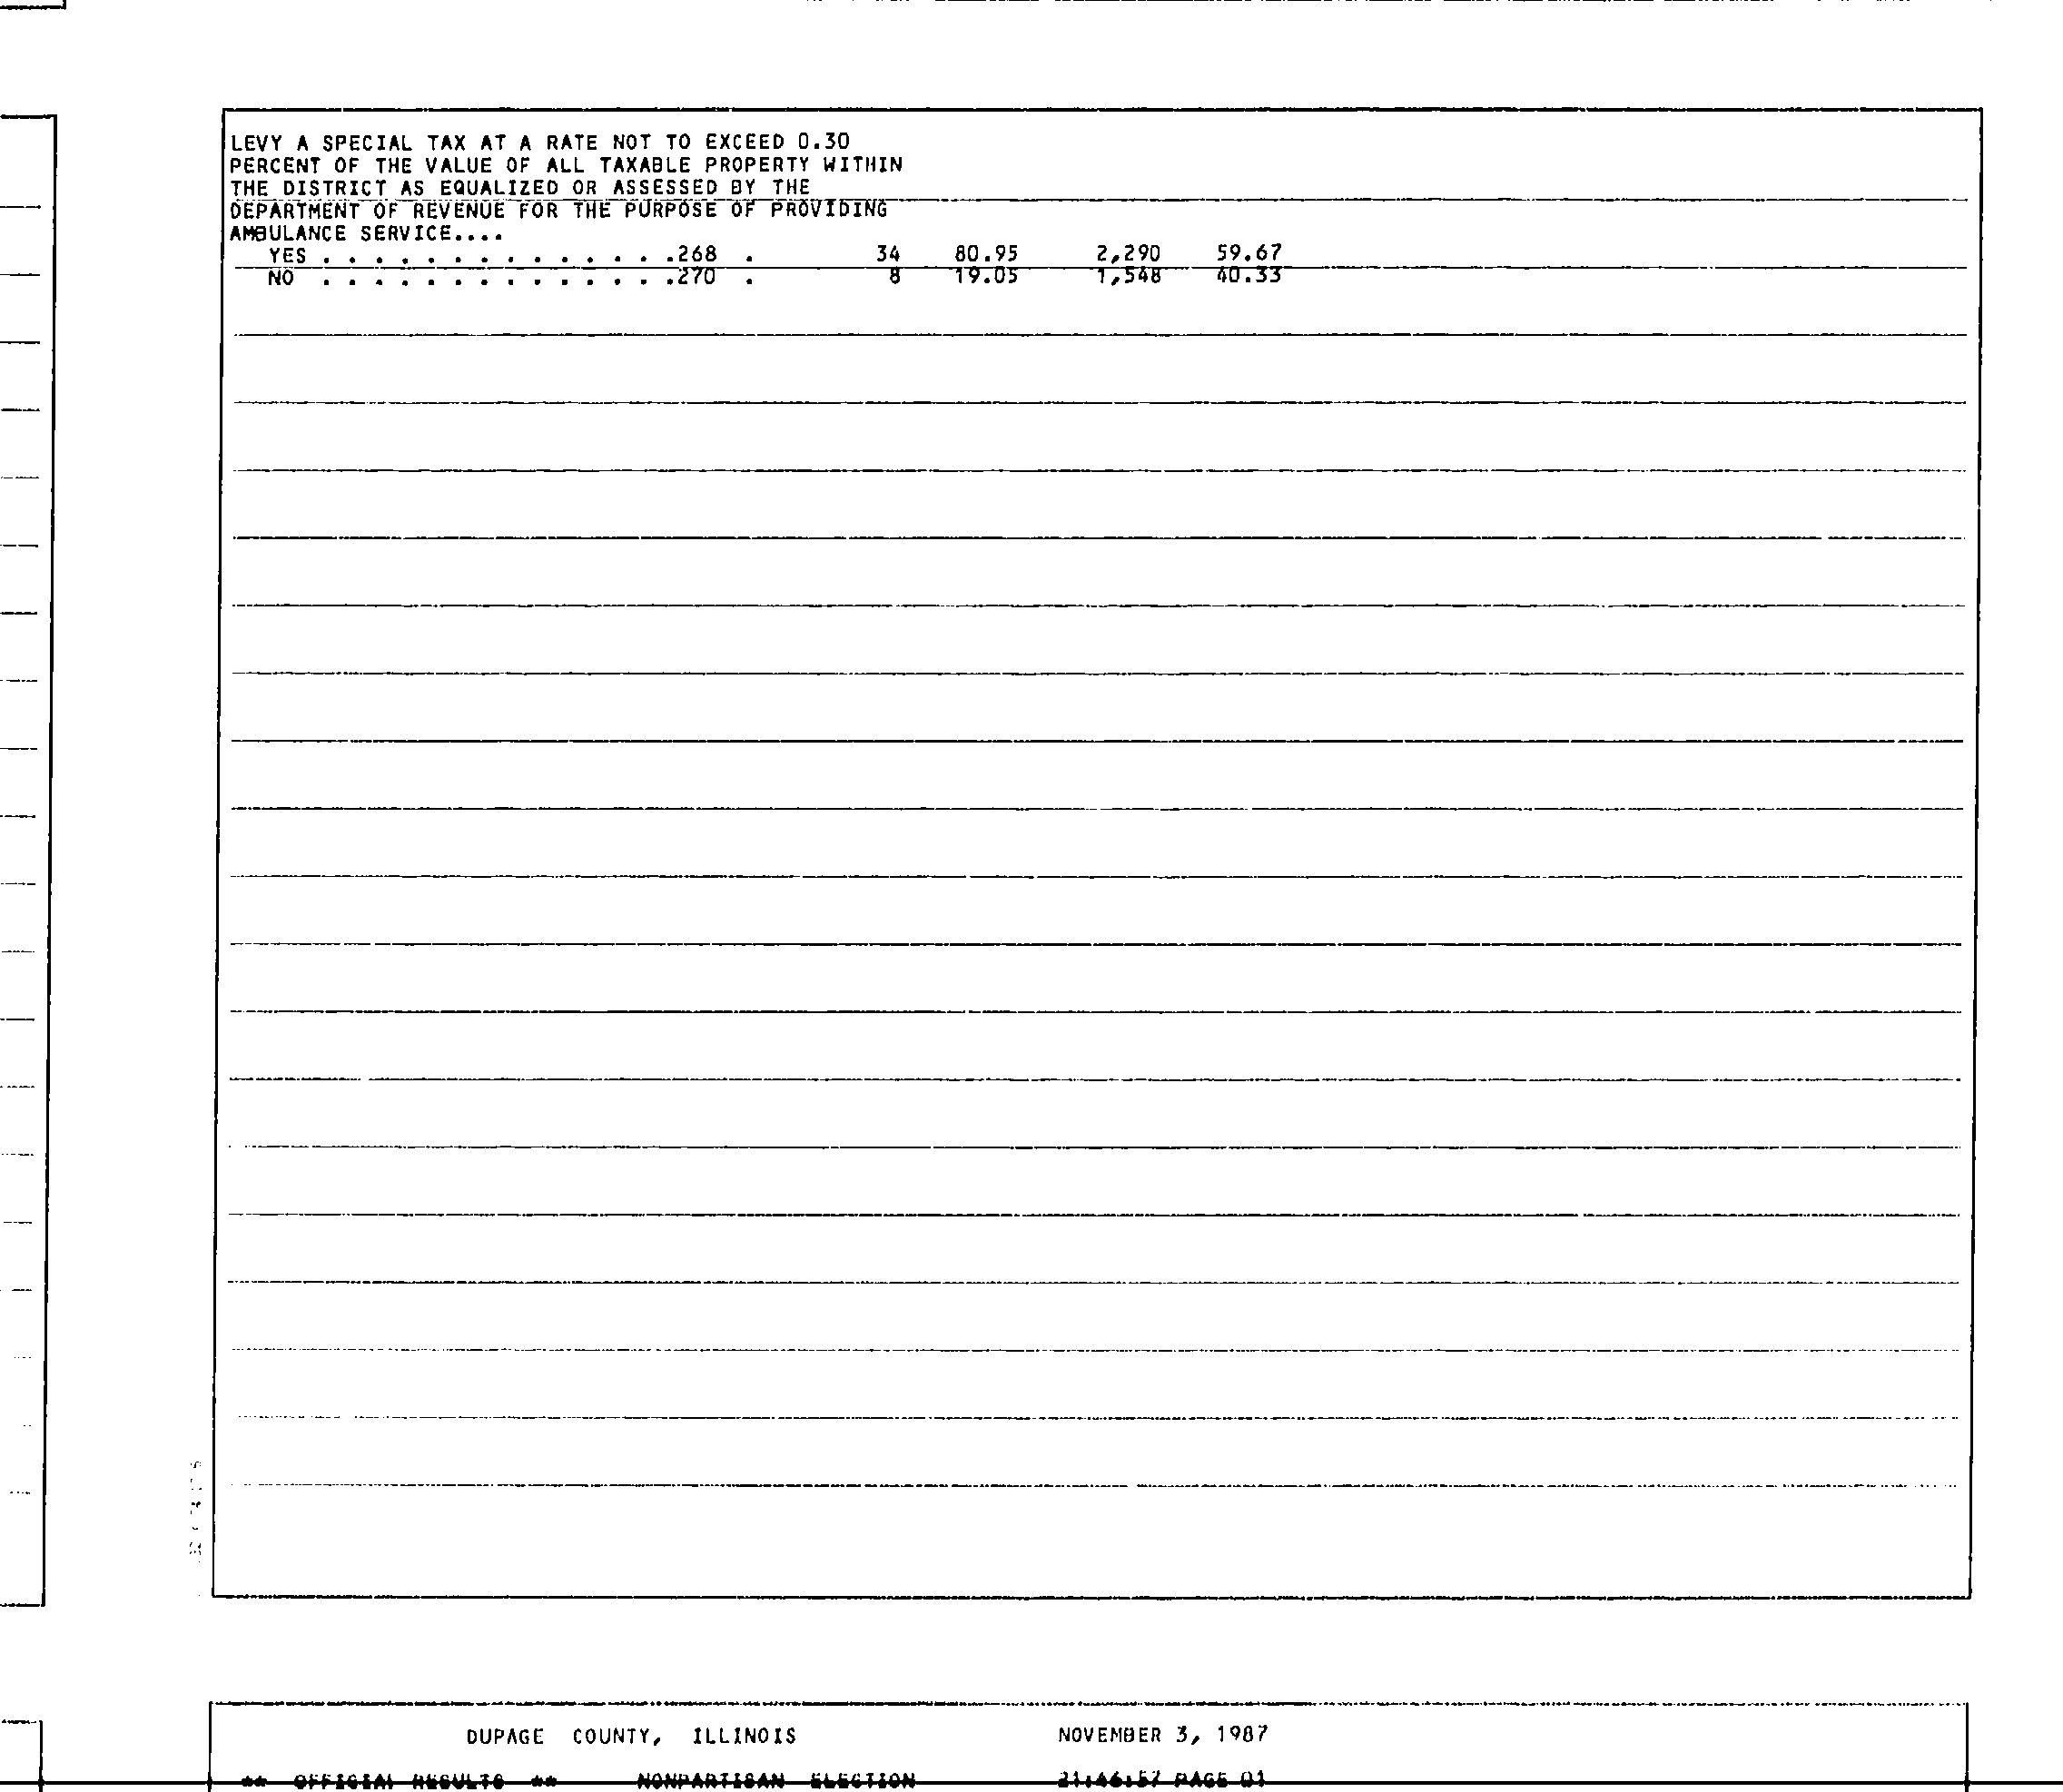 LEVY A SPECIAL TAX AT A RATE NOT TO EXCEED 0.30
PERCENT OF THE VALUE OF ALL TAXABLE PROPERTY WITHIN
THE DISTRICT AS EQUALIZED OR ASSESSED BY THE
DEPARTMENT OF REVENUE FOR THE PURPOSE OF PROVIDING
AMBULANCE SERVICE....
YES . . . . . . . . . . . . . .268 . 34 80.95 2,290 59.67
NO . . . . . . . . . . . . . .270 . 8 19.05 1,548 40.33
DUPAGE COUNTY, ILLINOIS NOVEMBER 3, 1987
** OFFICIAL RESULTS ** NONPARTISAN ELECTION 21:46:57 PAGE 01